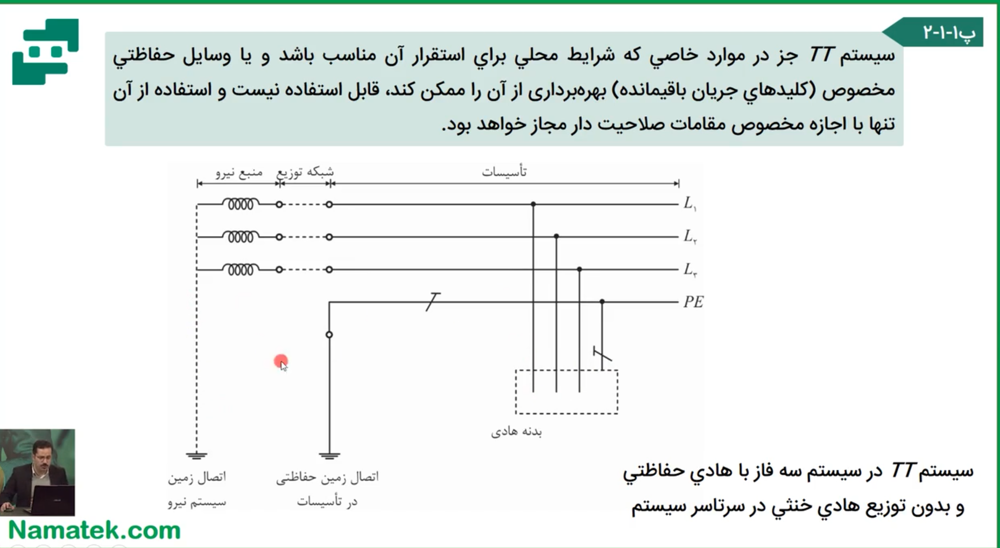 پ۱-۱-۲
سیستم TT جز در موارد خاصي که شرایط محلي براي استقرار آن مناسب باشد و یا وسایل حفاظتي
مخصوص (کلیدهاي جریان باقیمانده) بهره‌برداری از آن را ممکن کند، قابل استفاده نیست و استفاده از آن
تنها با اجازه مخصوص مقامات صلاحیت دار مجاز خواهد بود.
تأسیسات
شبکه توزیع
منبع نیرو
L۱
L۲
L۳
PE
بدنه هادی
اتصال زمین حفاظتی
در تأسیسات
اتصال زمین
سیستم نیرو
سیستم TT در سیستم سه فاز با هادي حفاظتي
و بدون توزیع هادي خنثي در سرتاسر سیستم
Namatek.com